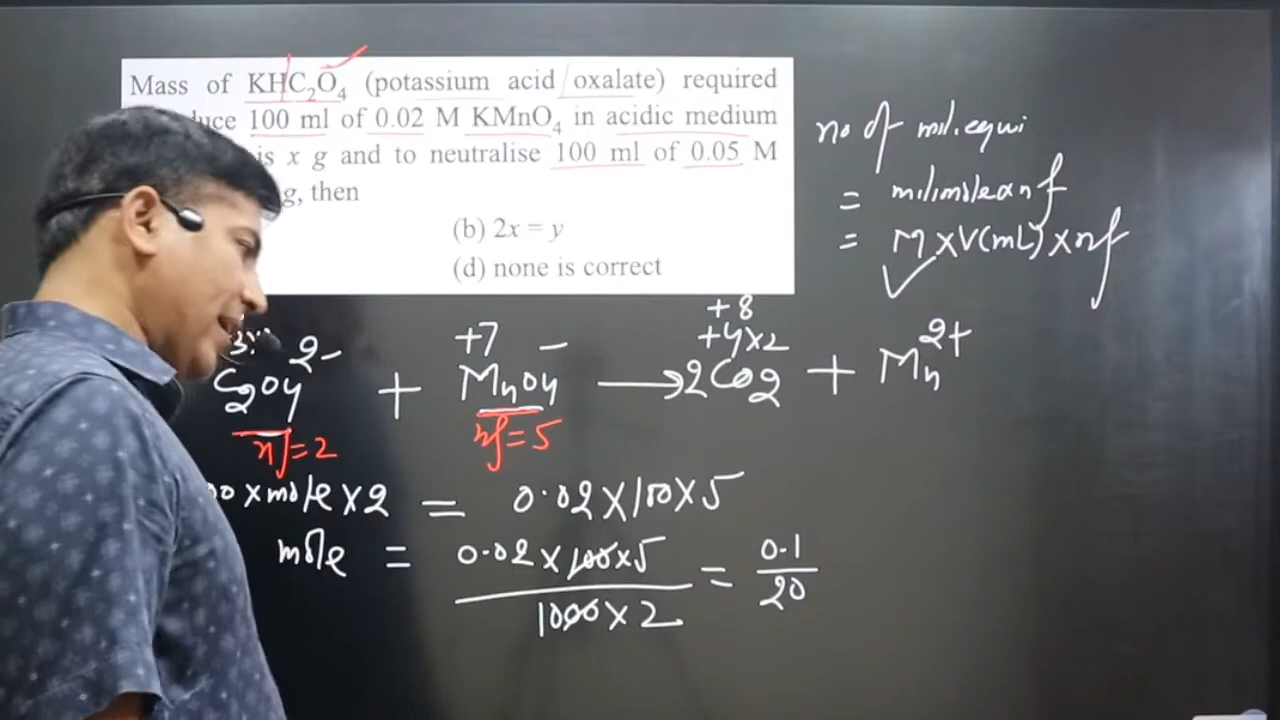 Mass of KHC₂O₄ (potassium acid oxalate) required
100 ml of 0.02 M KMnO₄ in acidic medium
is x g and to neutralise 100 ml of 0.05 M
g, then
(b) 2x = y
(d) none is correct
no of mil.equi
= milimole x nf
= M x V(mL) x nf
+8
+7 +4x2
C2O4 2- + MnO4 – → 2CO2 + Mn 2+
nf=2 nf=5
x mole x 2 = 0.02 x 100 x 5
mole = 0.02 x 100 x 5 / 1000 x 2 = 0.1 / 20